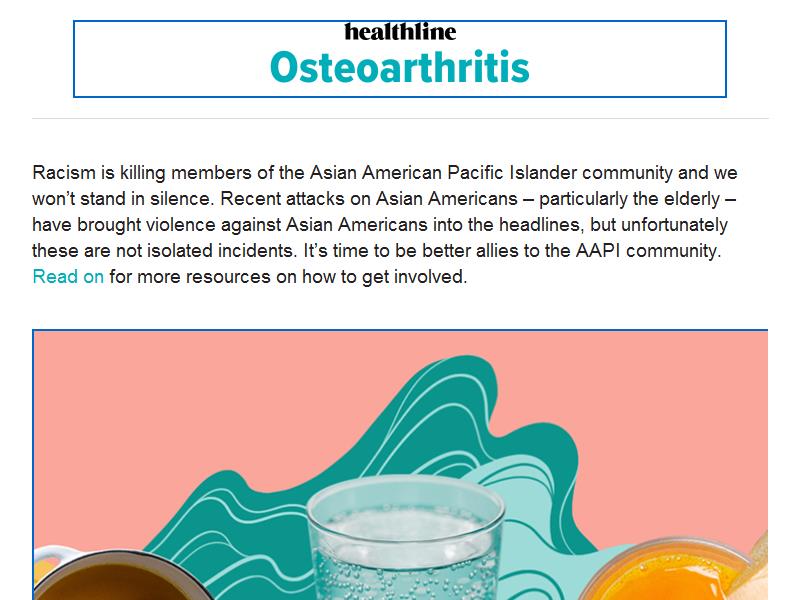 healthline
Osteoarthritis
Racism is killing members of the Asian American Pacific Islander community and we
won’t stand in silence. Recent attacks on Asian Americans – particularly the elderly –
have brought violence against Asian Americans into the headlines, but unfortunately
these are not isolated incidents. It’s time to be better allies to the AAPI community.
Read on for more resources on how to get involved.